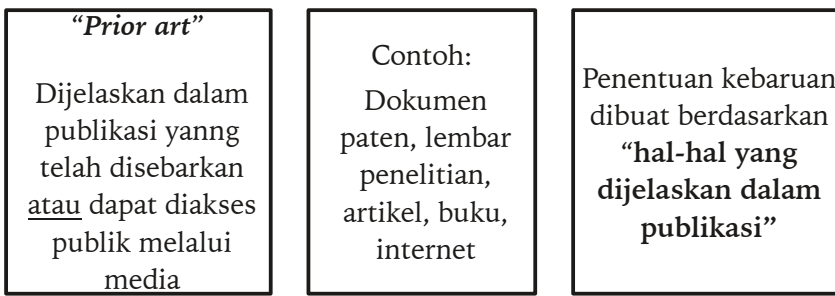 “Prior art”
Dijelaskan dalam
publikasi yanng
telah disebarkan
atau dapat diakses
publik melalui
media
Contoh:
Dokumen
paten, lembar
penelitian,
artikel, buku,
internet
Penentuan kebaruan
dibuat berdasarkan
“hal-hal yang
dijelaskan dalam
publikasi”